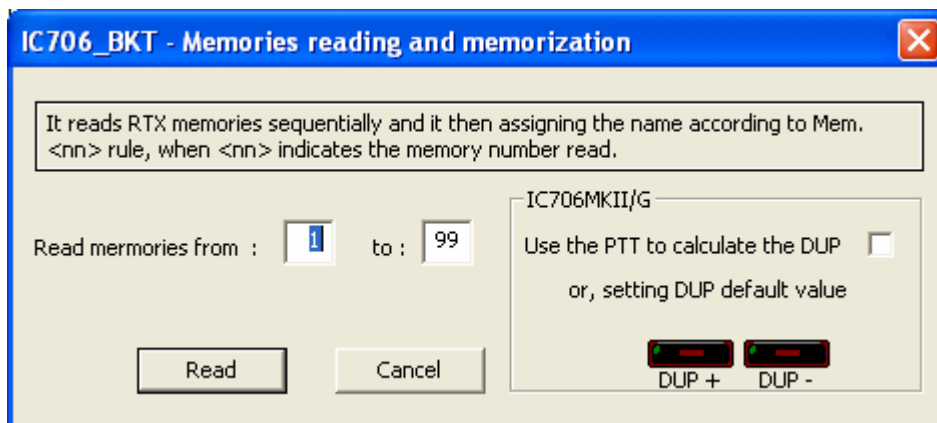 IC706_BKT - Memories reading and memorization
It reads RTX memories sequentially and it then assigning the name according to Mem.
<nn> rule, when <nn> indicates the memory number read.
Read mermories from : 1 to : 99
IC706MKII/G
Use the PTT to calculate the DUP
or, setting DUP default value
DUP + DUP -
Read Cancel